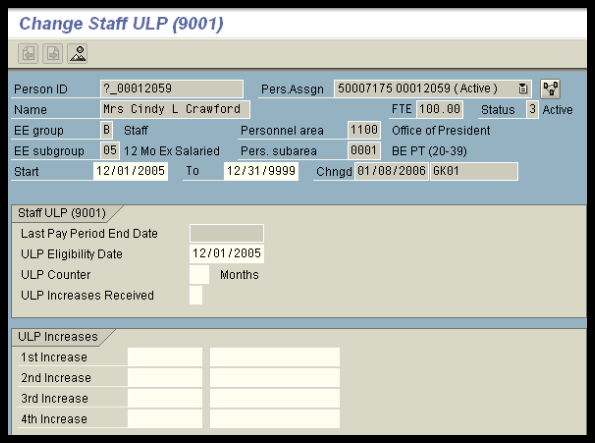 Change Staff ULP (9001)
Person ID ?_00012059 Pers.Assgn 50007175 00012059 ( Active )
Name Mrs Cindy L Crawford FTE 100.00 Status 3 Active
EE group B Staff Personnel area 1100 Office of President
EE subgroup 05 12 Mo Ex Salaried Pers. subarea 0001 BE PT (20-39)
Start 12/01/2005 To 12/31/9999 Chngd 01/08/2006 GK01
Staff ULP (9001)
Last Pay Period End Date
ULP Eligibility Date 12/01/2005
ULP Counter Months
ULP Increases Received
ULP Increases
1st Increase
2nd Increase
3rd Increase
4th Increase